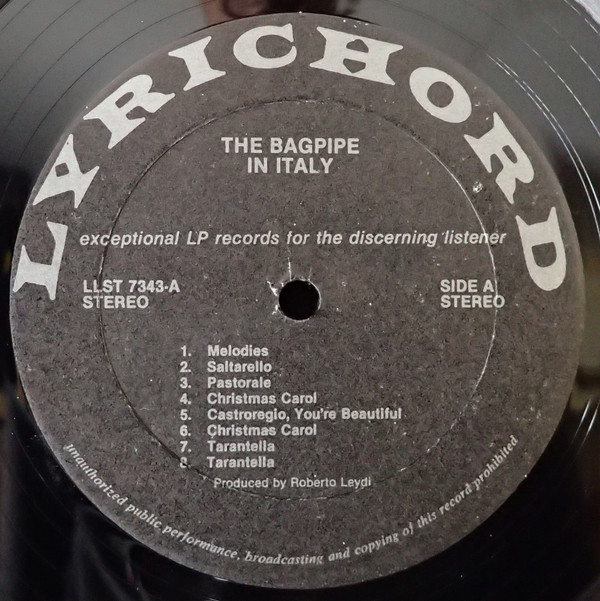 LYRICHORD
THE BAGPIPE
IN ITALY
exceptional LP records for the discerning listener
LLST 7343-A
STEREO
SIDE A
STEREO
1. Melodies
2. Saltarello
3. Pastorale
4. Christmas Carol
5. Castroregio, You're Beautiful
6. Christmas Carol
7. Tarantella
8. Tarantella
Produced by Roberto Leydi
unauthorized public performance, broadcasting and copying of this record prohibited